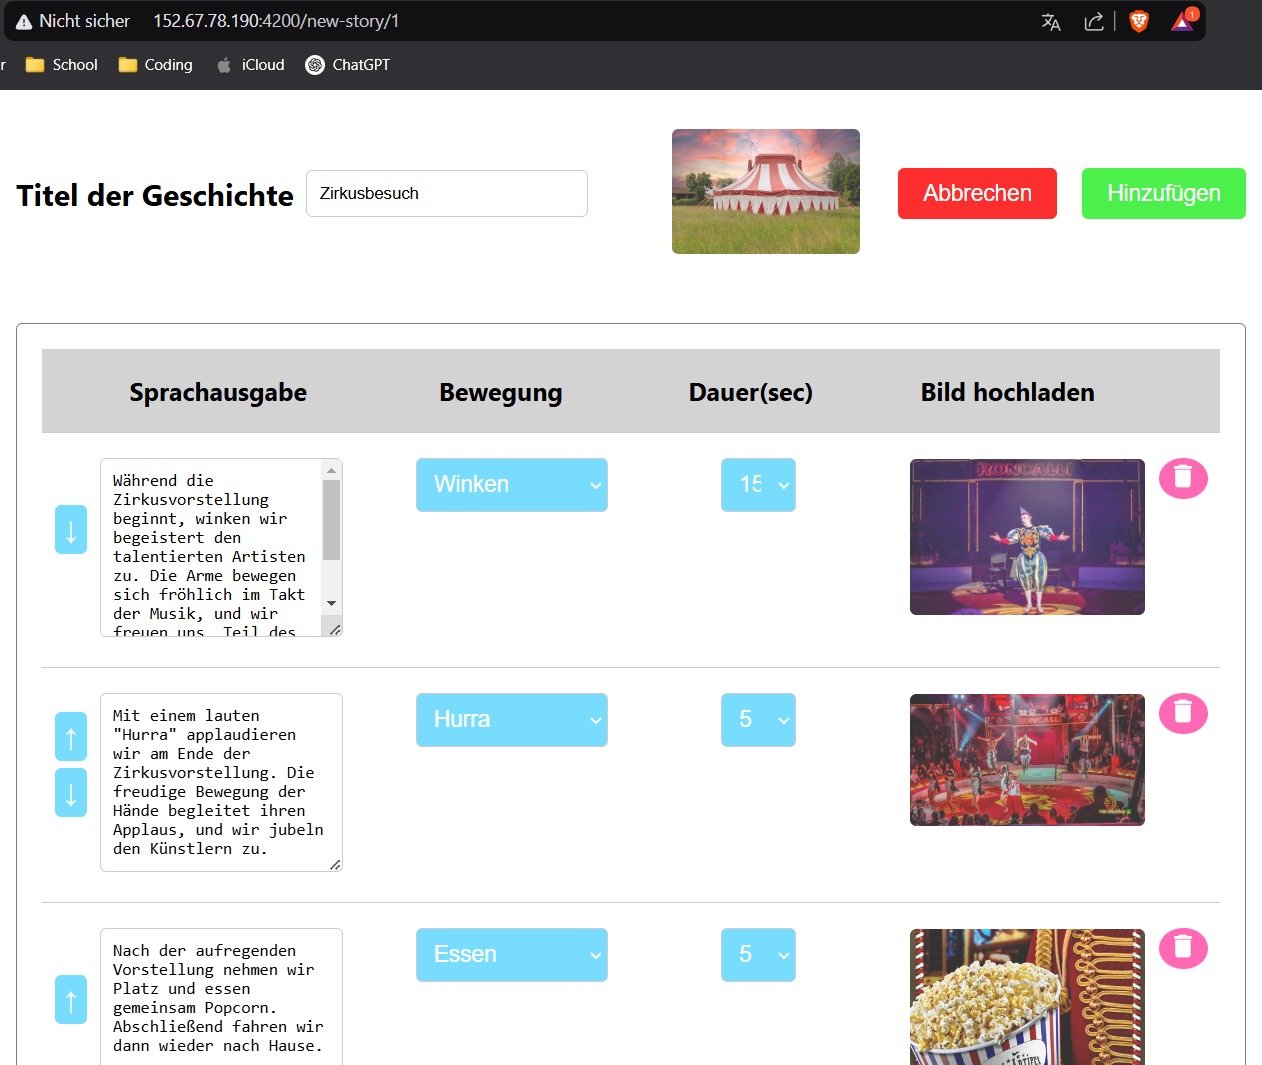 Nicht sicher 152.67.78.190:4200/new-story/1
1
r School Coding iCloud ChatGPT
Titel der Geschichte Zirkusbesuch Abbrechen Hinzufügen
Sprachausgabe Bewegung Dauer(sec) Bild hochladen
Während die
Zirkusvorstellung
beginnt, winken wir
begeistert den
talentierten Artisten
zu. Die Arme bewegen
sich fröhlich im Takt
der Musik, und wir
freuen uns, Teil des
Winken 15
RONCALLI
↓
Mit einem lauten
"Hurra" applaudieren
wir am Ende der
Zirkusvorstellung. Die
freudige Bewegung der
Hände begleitet ihren
Applaus, und wir jubeln
den Künstlern zu.
Hurra 5
RONCALLI
↑
↓
Nach der aufregenden
Vorstellung nehmen wir
Platz und essen
gemeinsam Popcorn.
Abschließend fahren wir
dann wieder nach Hause.
Essen 5
↑